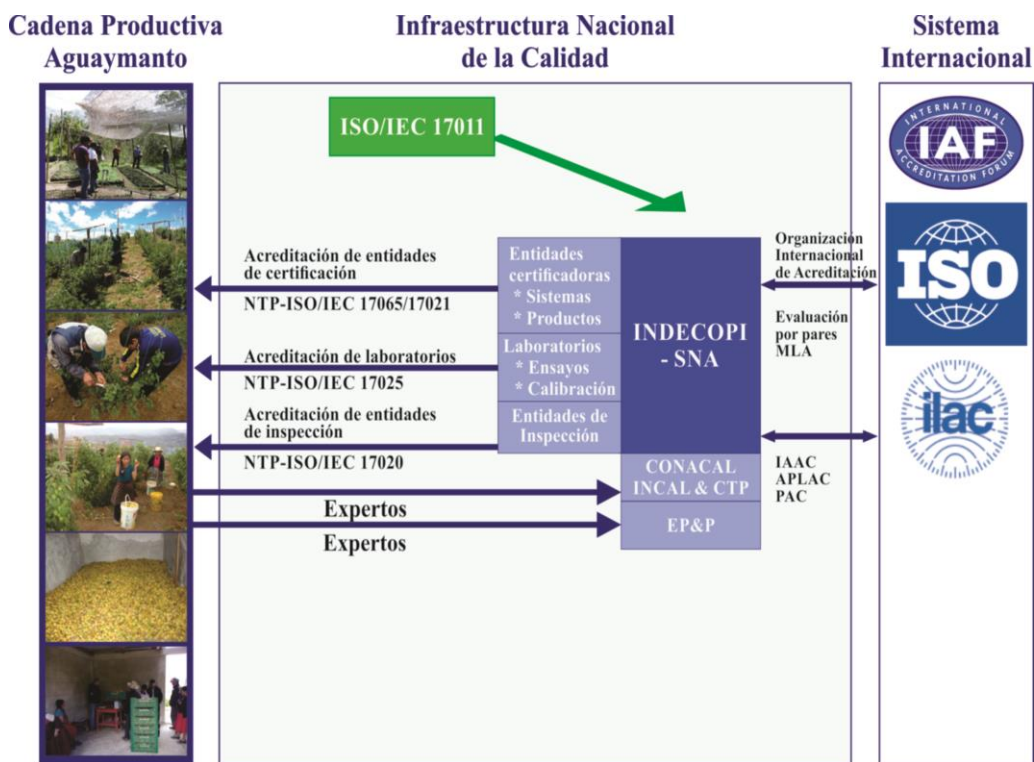 Cadena Productiva
Aguaymanto
Infraestructura Nacional
de la Calidad
Sistema
Internacional
ISO/IEC 17011
Acreditación de entidades
de certificación
NTP-ISO/IEC 17065/17021
Acreditación de laboratorios
NTP-ISO/IEC 17025
Acreditación de entidades
de inspección
NTP-ISO/IEC 17020
Expertos
Expertos
Entidades
certificadoras
* Sistemas
* Productos
Laboratorios
* Ensayos
* Calibración
Entidades de
Inspección
INDECOPI
- SNA
CONACAL
INCAL & CTP
EP&P
Organización
Internacional
de Acreditación
Evaluación
por pares
MLA
IAAC
APLAC
PAC
INTERNATIONAL
IAF
ACCREDITATION FORUM
ISO
ilac